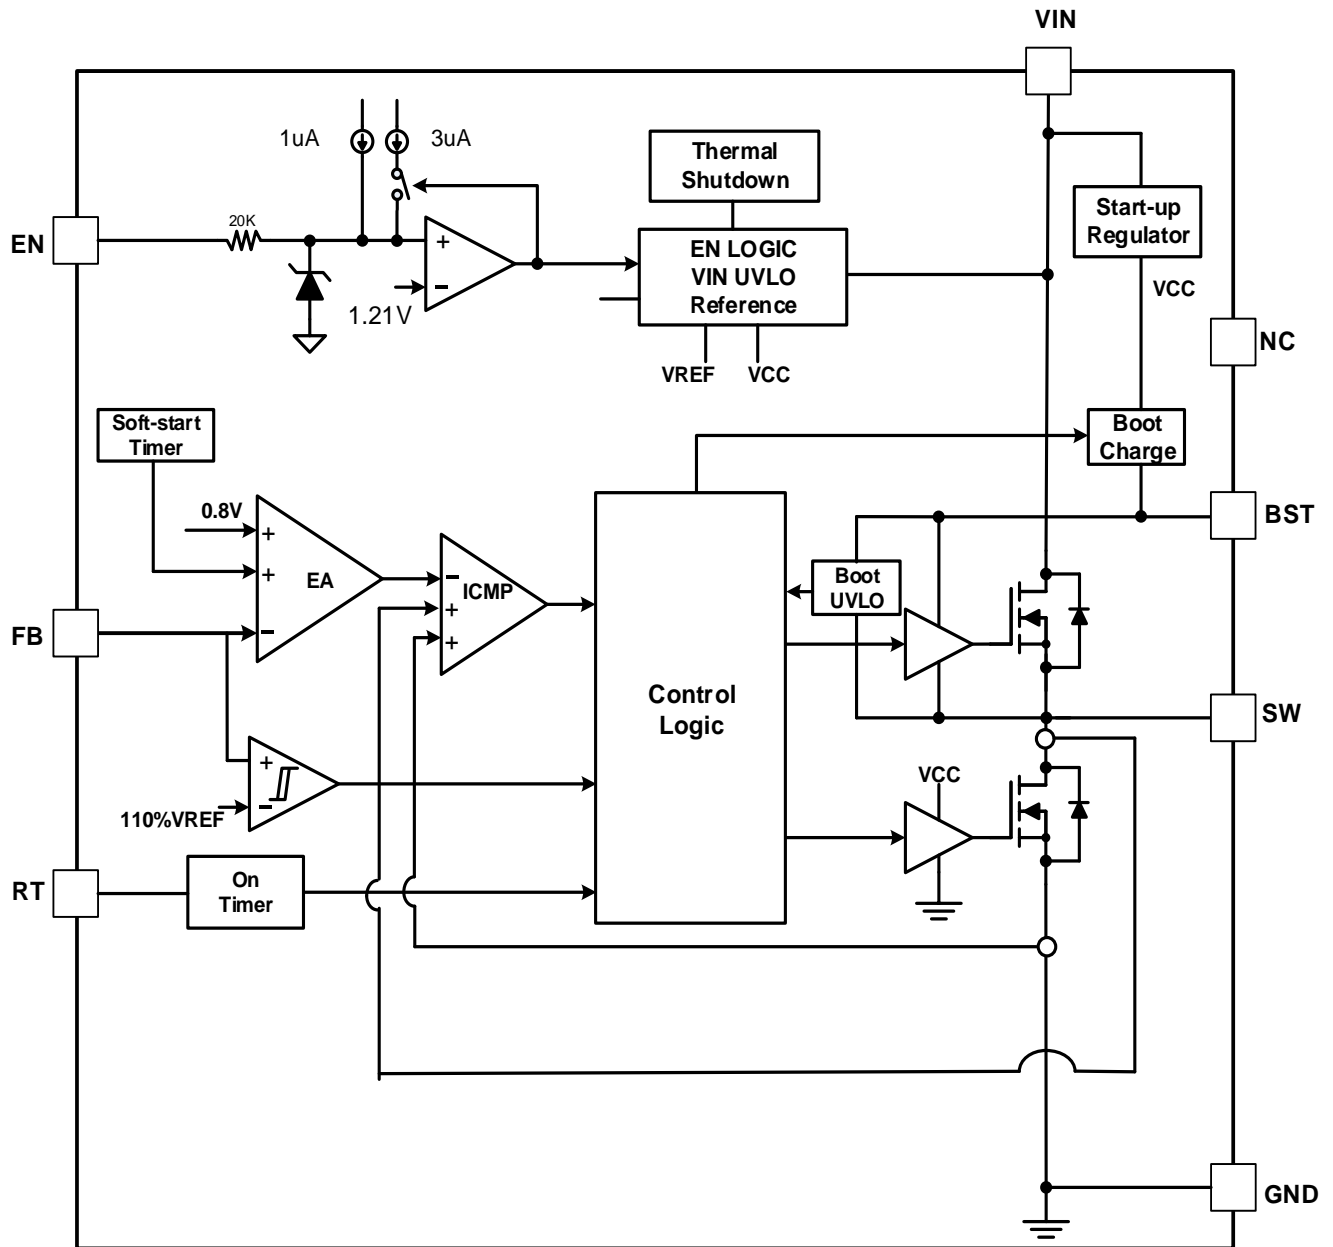 VIN
1uA
3uA
Thermal
Shutdown
20K
EN
+
−
1.21V
EN LOGIC
VIN UVLO
Reference
VREF
VCC
Start-up
Regulator
VCC
NC
Soft-start
Timer
Boot
Charge
0.8V
+
+
−
EA
−
+
+
ICMP
Boot
UVLO
BST
FB
Control
Logic
SW
+
−
110%VREF
VCC
RT
On
Timer
GND